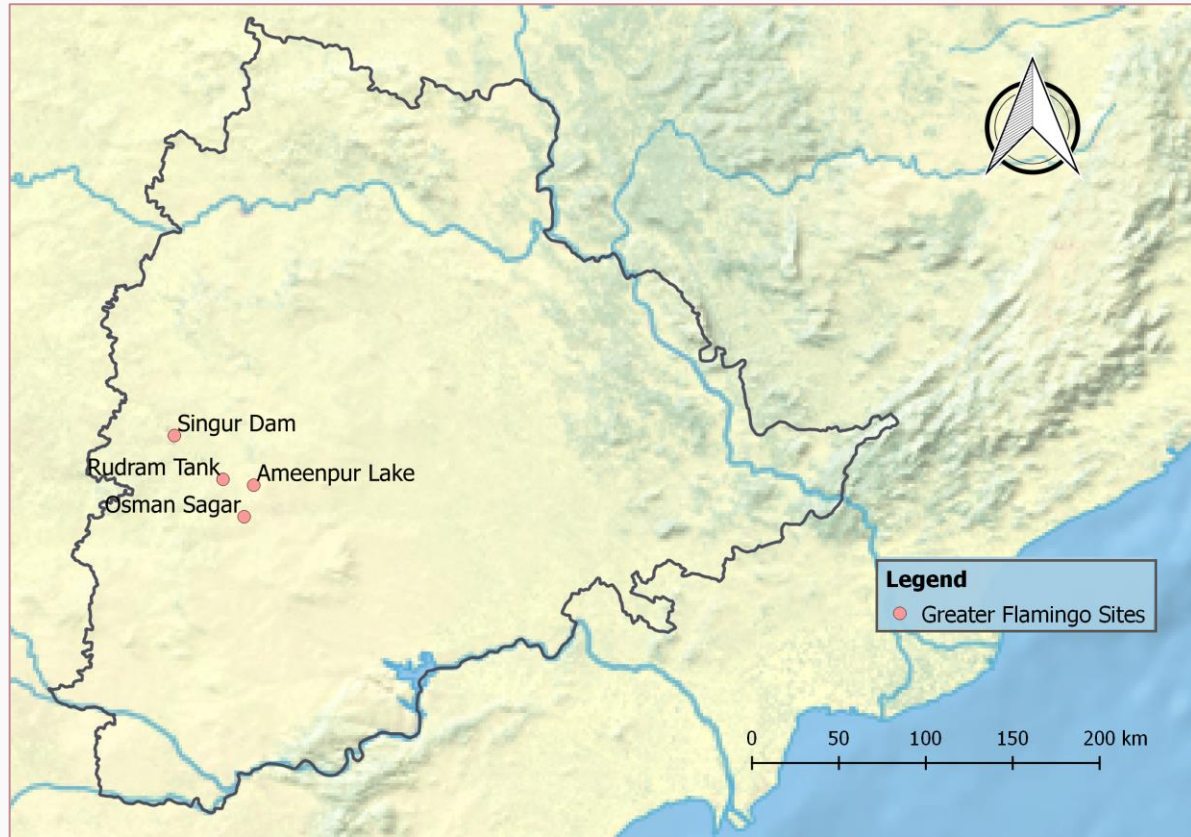 Singur Dam
Rudram Tank
Ameenpur Lake
Osman Sagar
Legend
Greater Flamingo Sites
0 50 100 150 200 km